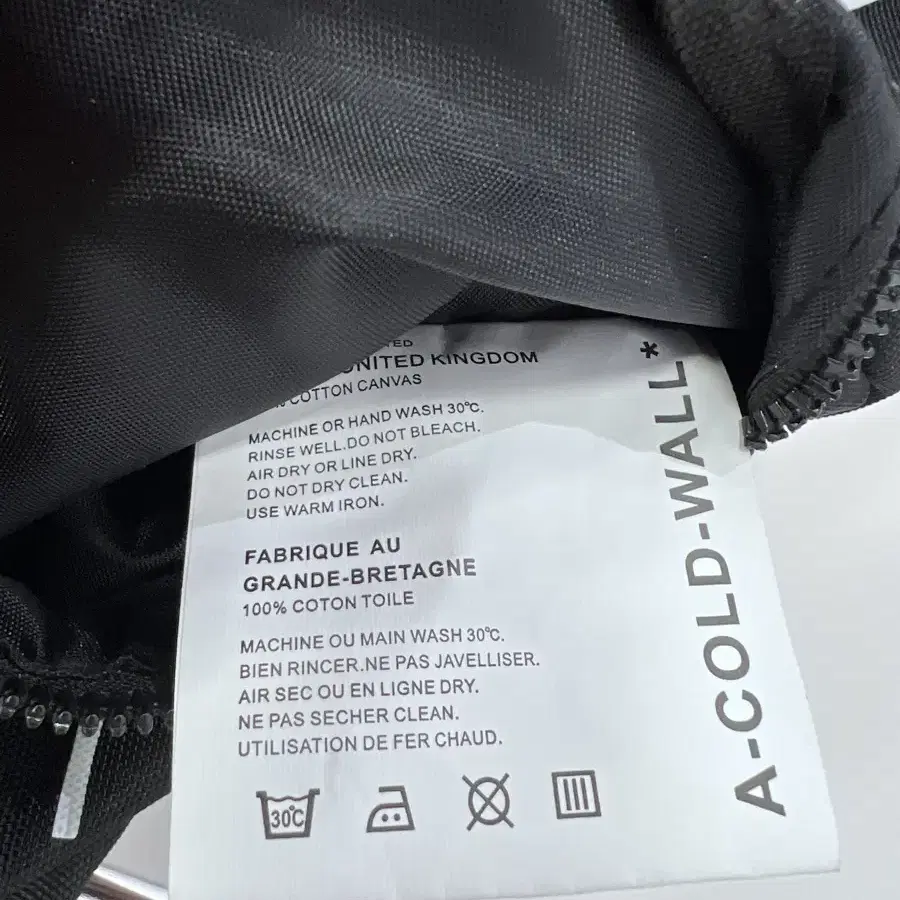 UNITED KINGDOM
COTTON CANVAS
MACHINE OR HAND WASH 30℃.
RINSE WELL.DO NOT BLEACH.
AIR DRY OR LINE DRY.
DO NOT DRY CLEAN.
USE WARM IRON.
FABRIQUE AU
GRANDE-BRETAGNE
100% COTON TOILE
MACHINE OU MAIN WASH 30℃.
BIEN RINCER.NE PAS JAVELLISER.
AIR SEC OU EN LIGNE DRY.
NE PAS SECHER CLEAN.
UTILISATION DE FER CHAUD.
30℃
A-COLD-WALL*